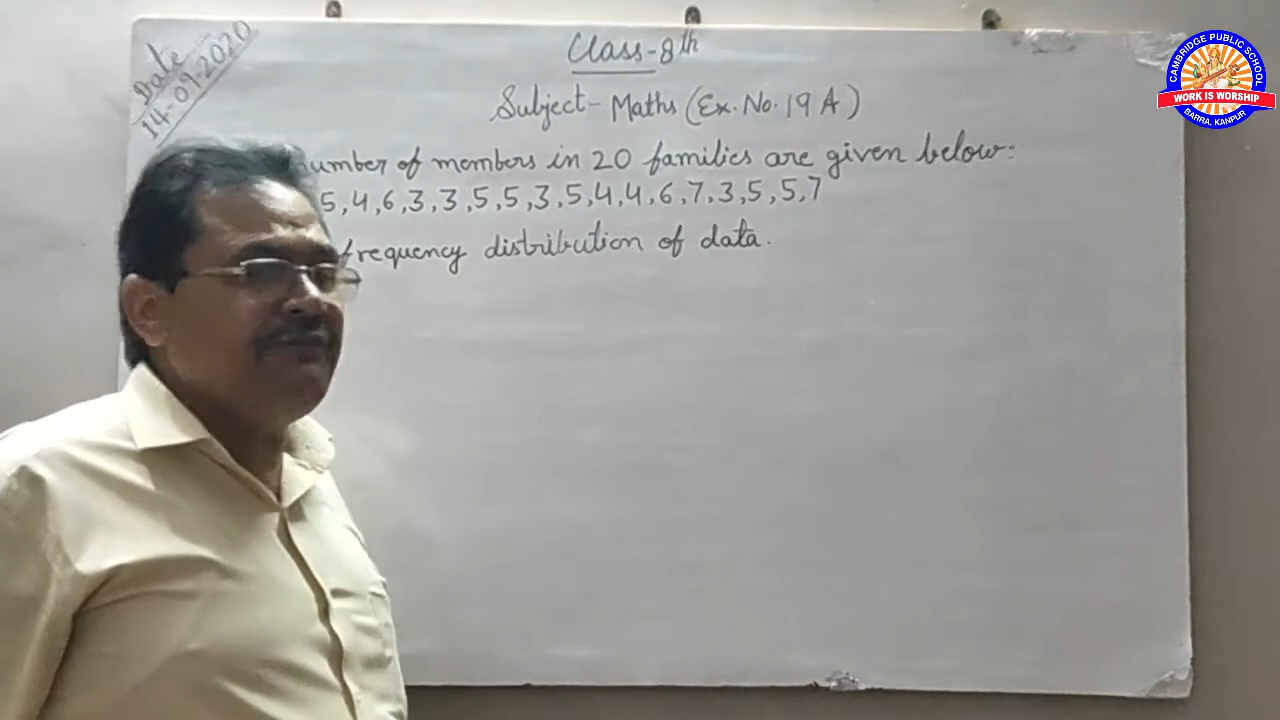 Date
14-09-2020
Class-8th
Subject-Maths (Ex. No. 19 A)
number of members in 20 families are given below:
5, 4, 6, 3, 3, 5, 5, 3, 5, 4, 4, 6, 7, 3, 5, 5, 7
frequency distribution of data.
CAMBRIDGE PUBLIC SCHOOL
WORK IS WORSHIP
BARRA, KANPUR